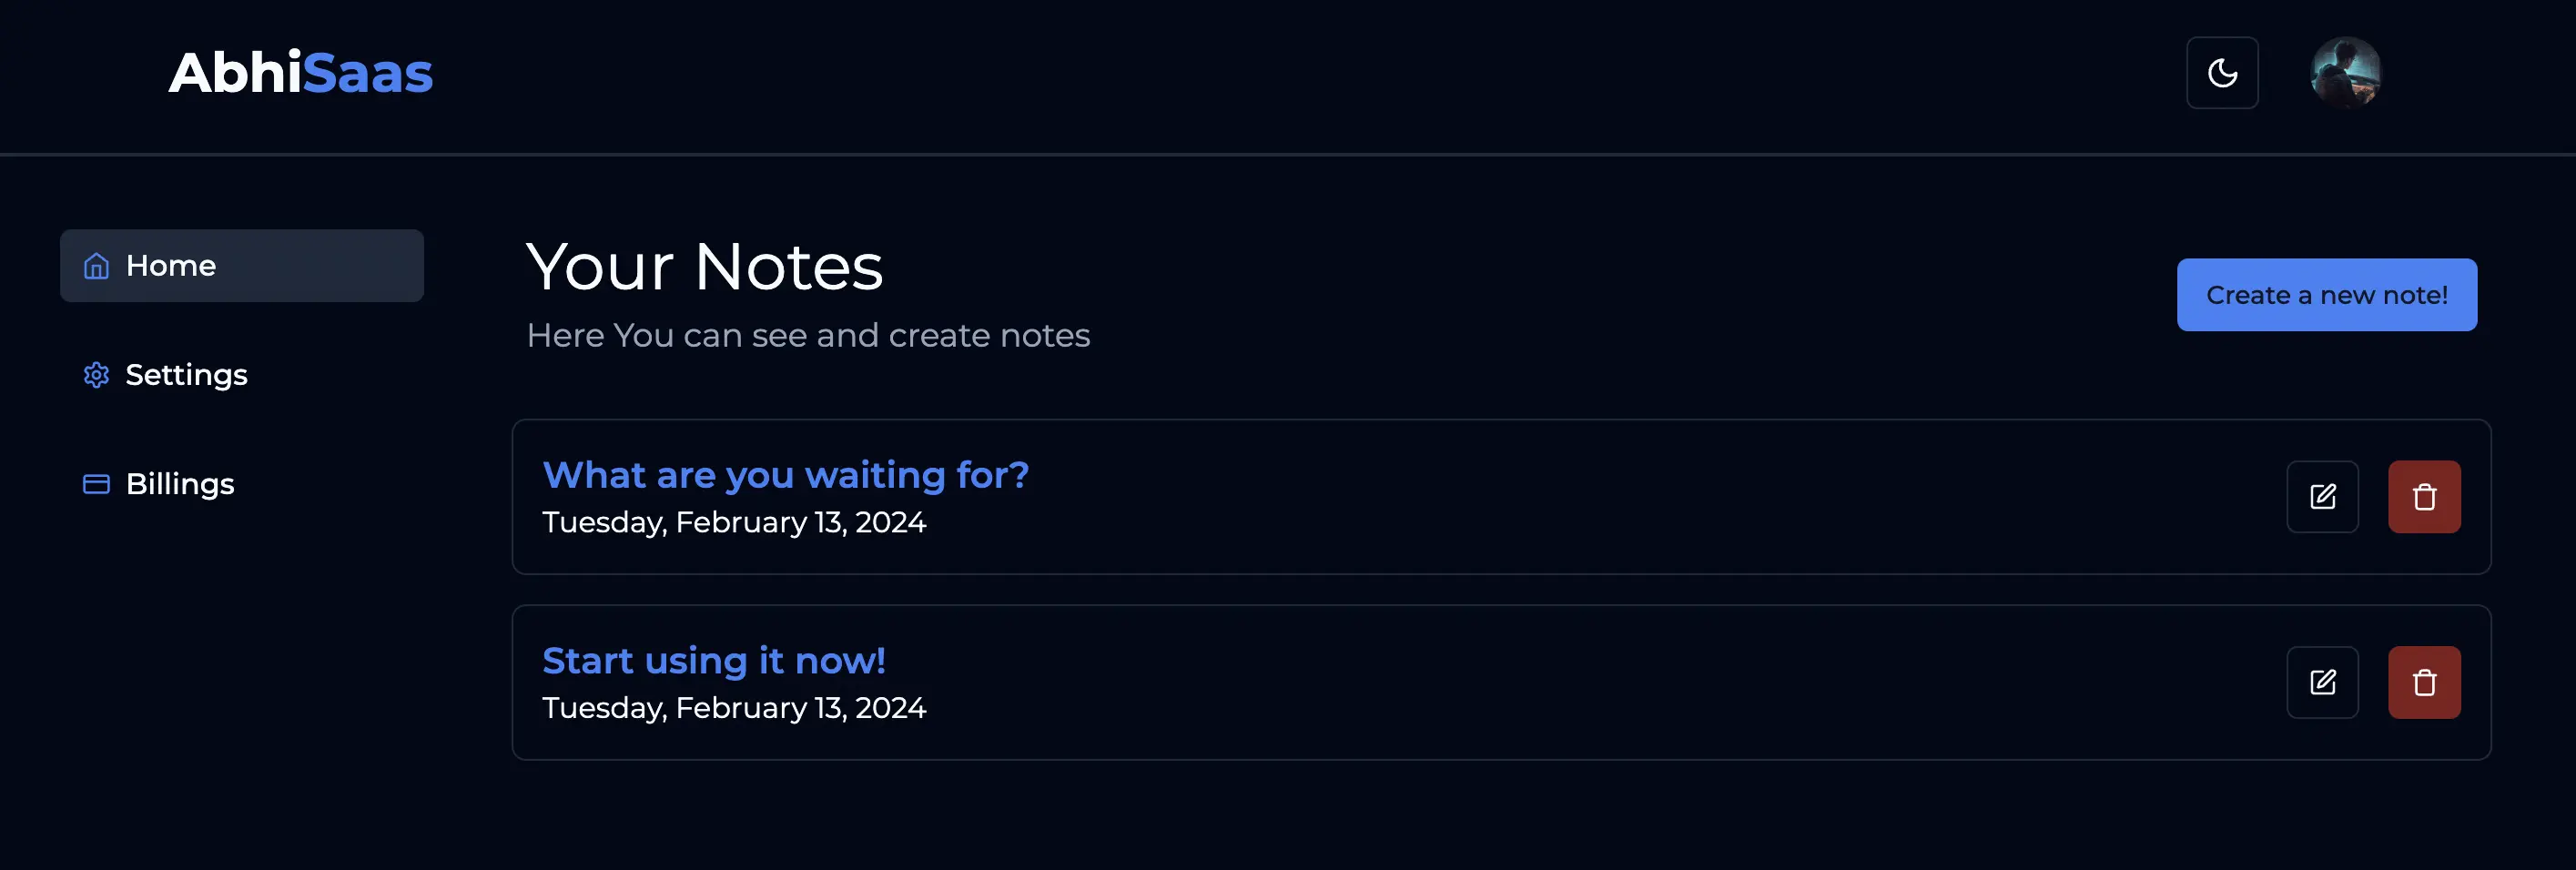 AbhiSaas
Home
Settings
Billings
Your Notes
Here You can see and create notes
Create a new note!
What are you waiting for?
Tuesday, February 13, 2024
Start using it now!
Tuesday, February 13, 2024